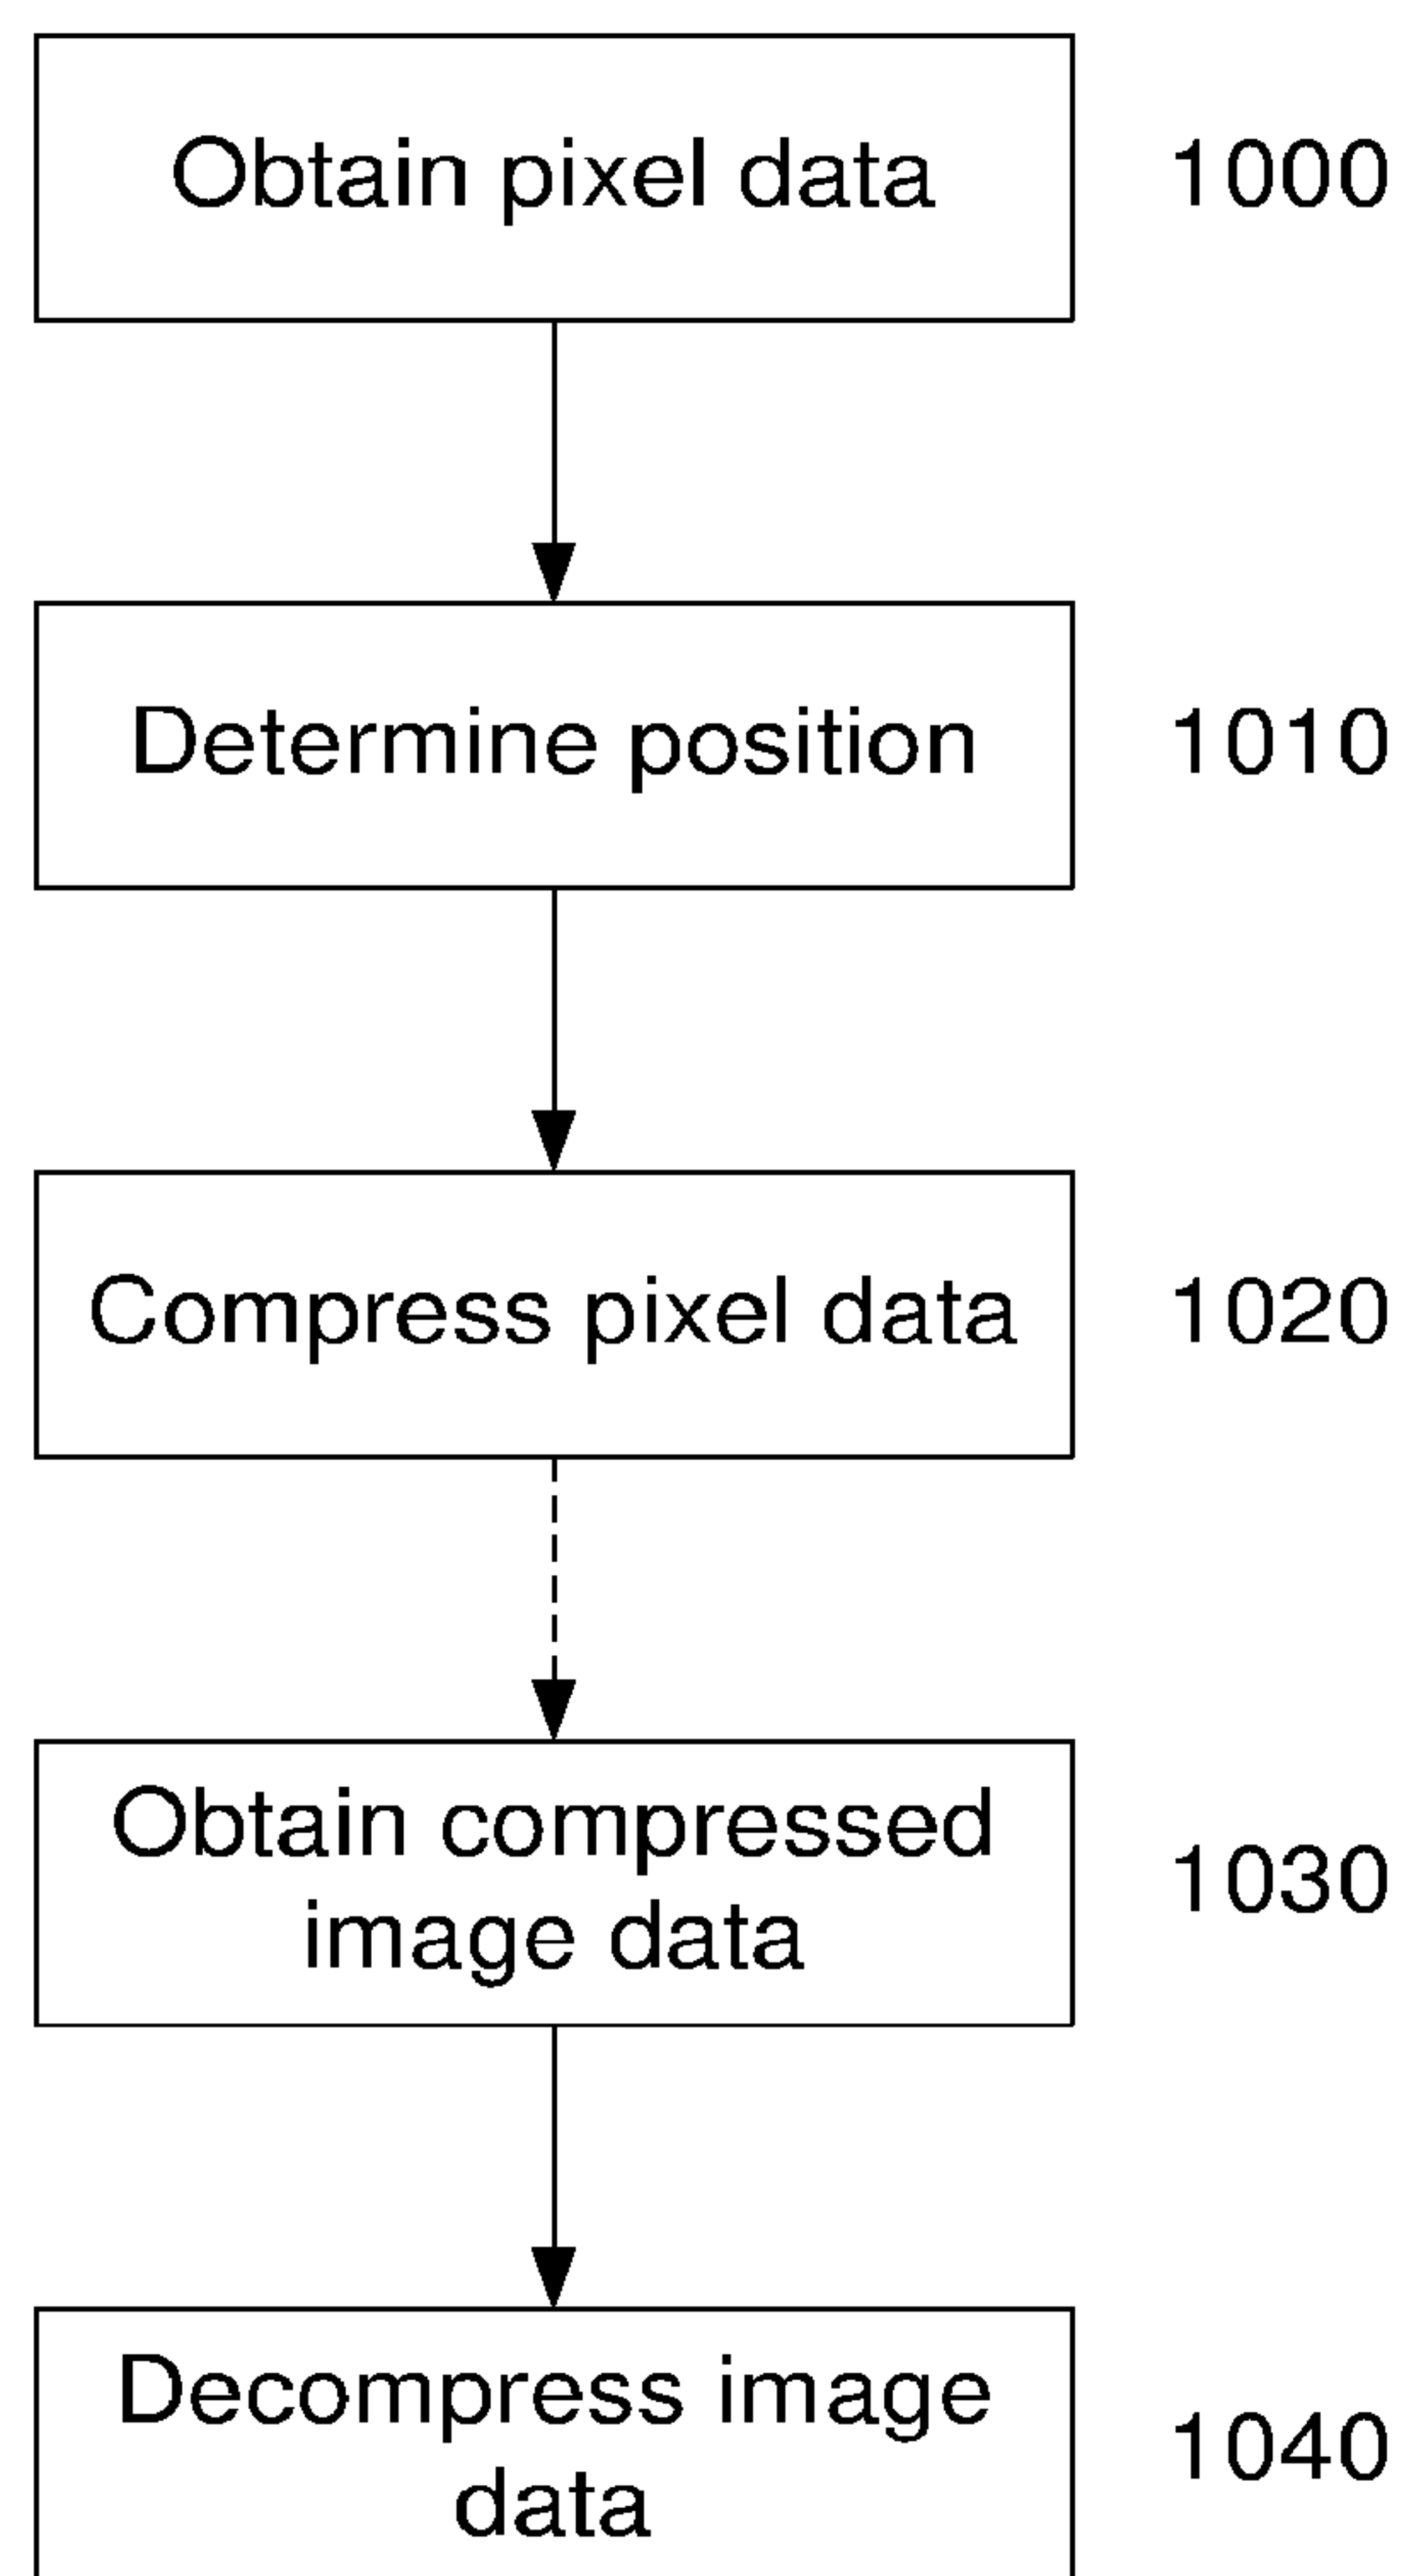 Obtain pixel data 1000
Determine position 1010
Compress pixel data 1020
Obtain compressed
image data
1030
Decompress image
data
1040